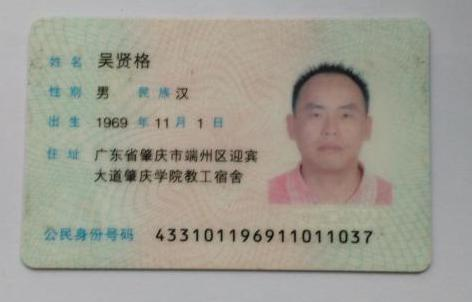 姓名 吴贤格
性别 男 民族 汉
出生 1969 年 11 月 1 日
住址 广东省肇庆市端州区迎宾
大道肇庆学院教工宿舍
公民身份号码 433101196911011037